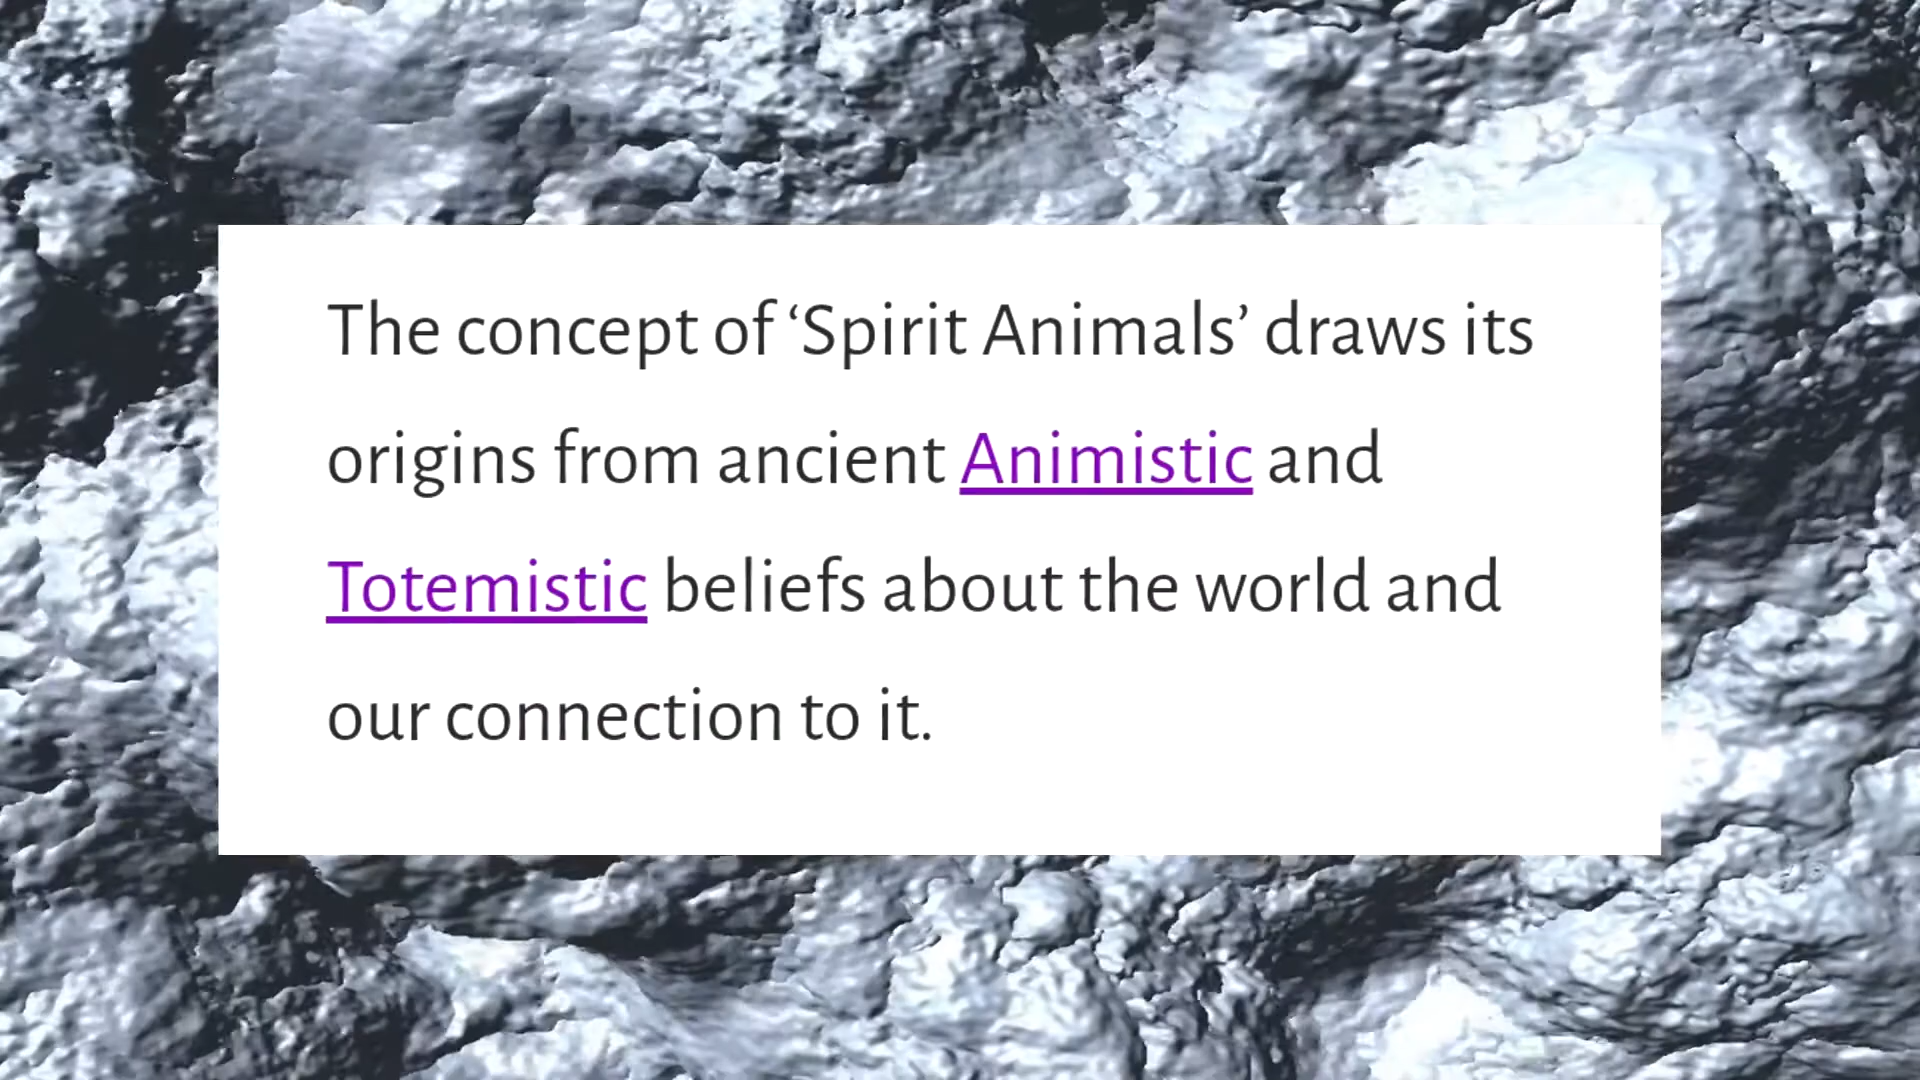 The concept of ‘Spirit Animals’ draws its
origins from ancient Animistic and
Totemistic beliefs about the world and
our connection to it.